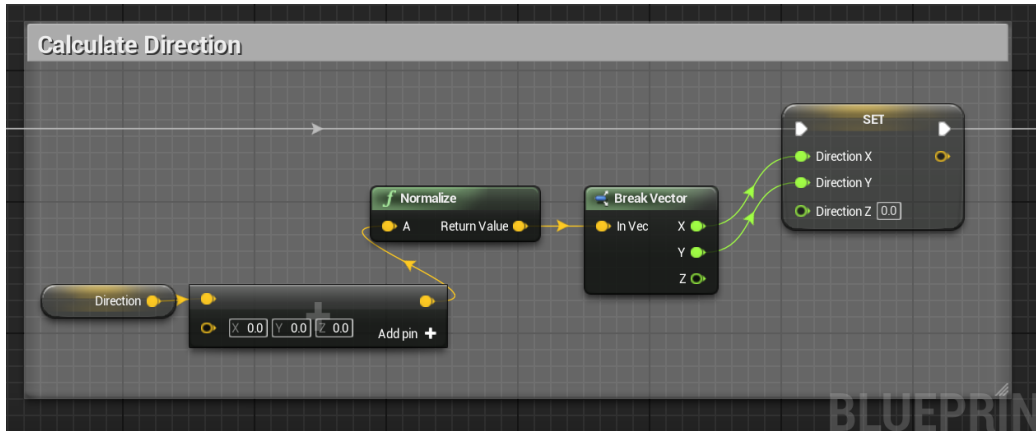 Calculate Direction
SET
Direction X
Direction Y
Direction Z 0.0
f Normalize
A Return Value
Break Vector
In Vec X
Y
Z
Direction
X 0.0 Y 0.0 Z 0.0
Add pin
BLUEPRIN